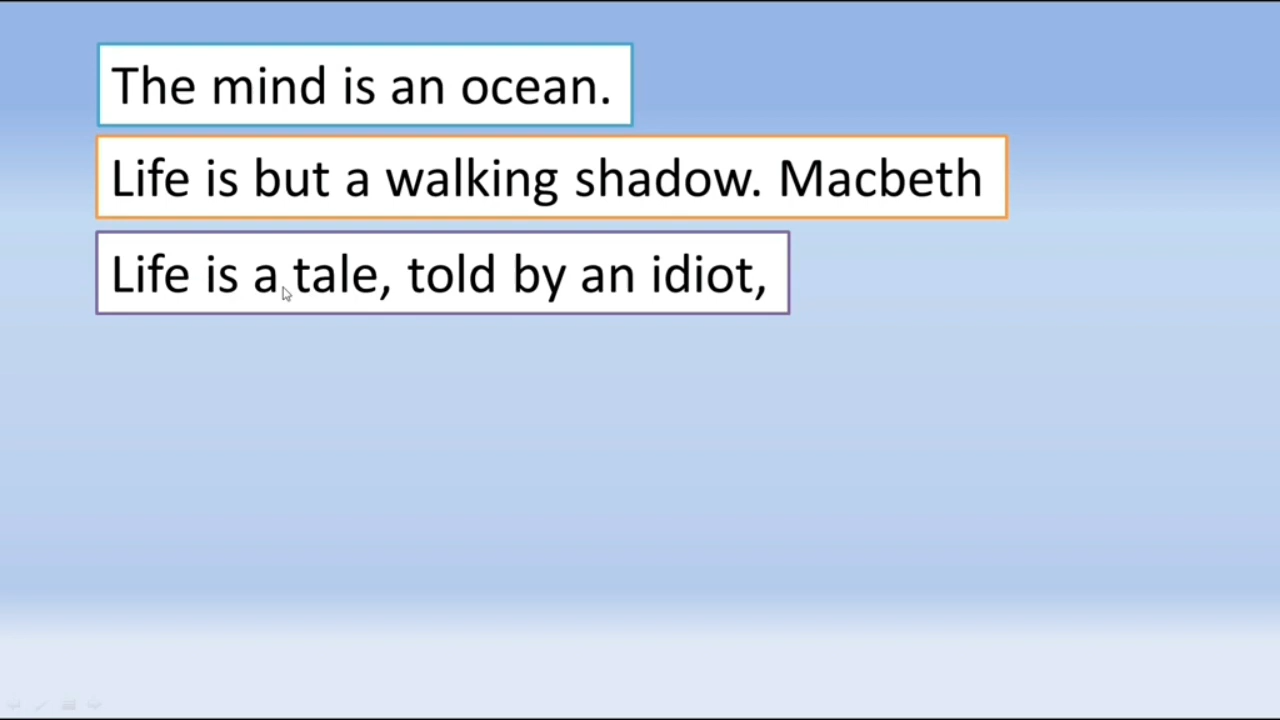 The mind is an ocean.
Life is but a walking shadow. Macbeth
Life is a tale, told by an idiot,